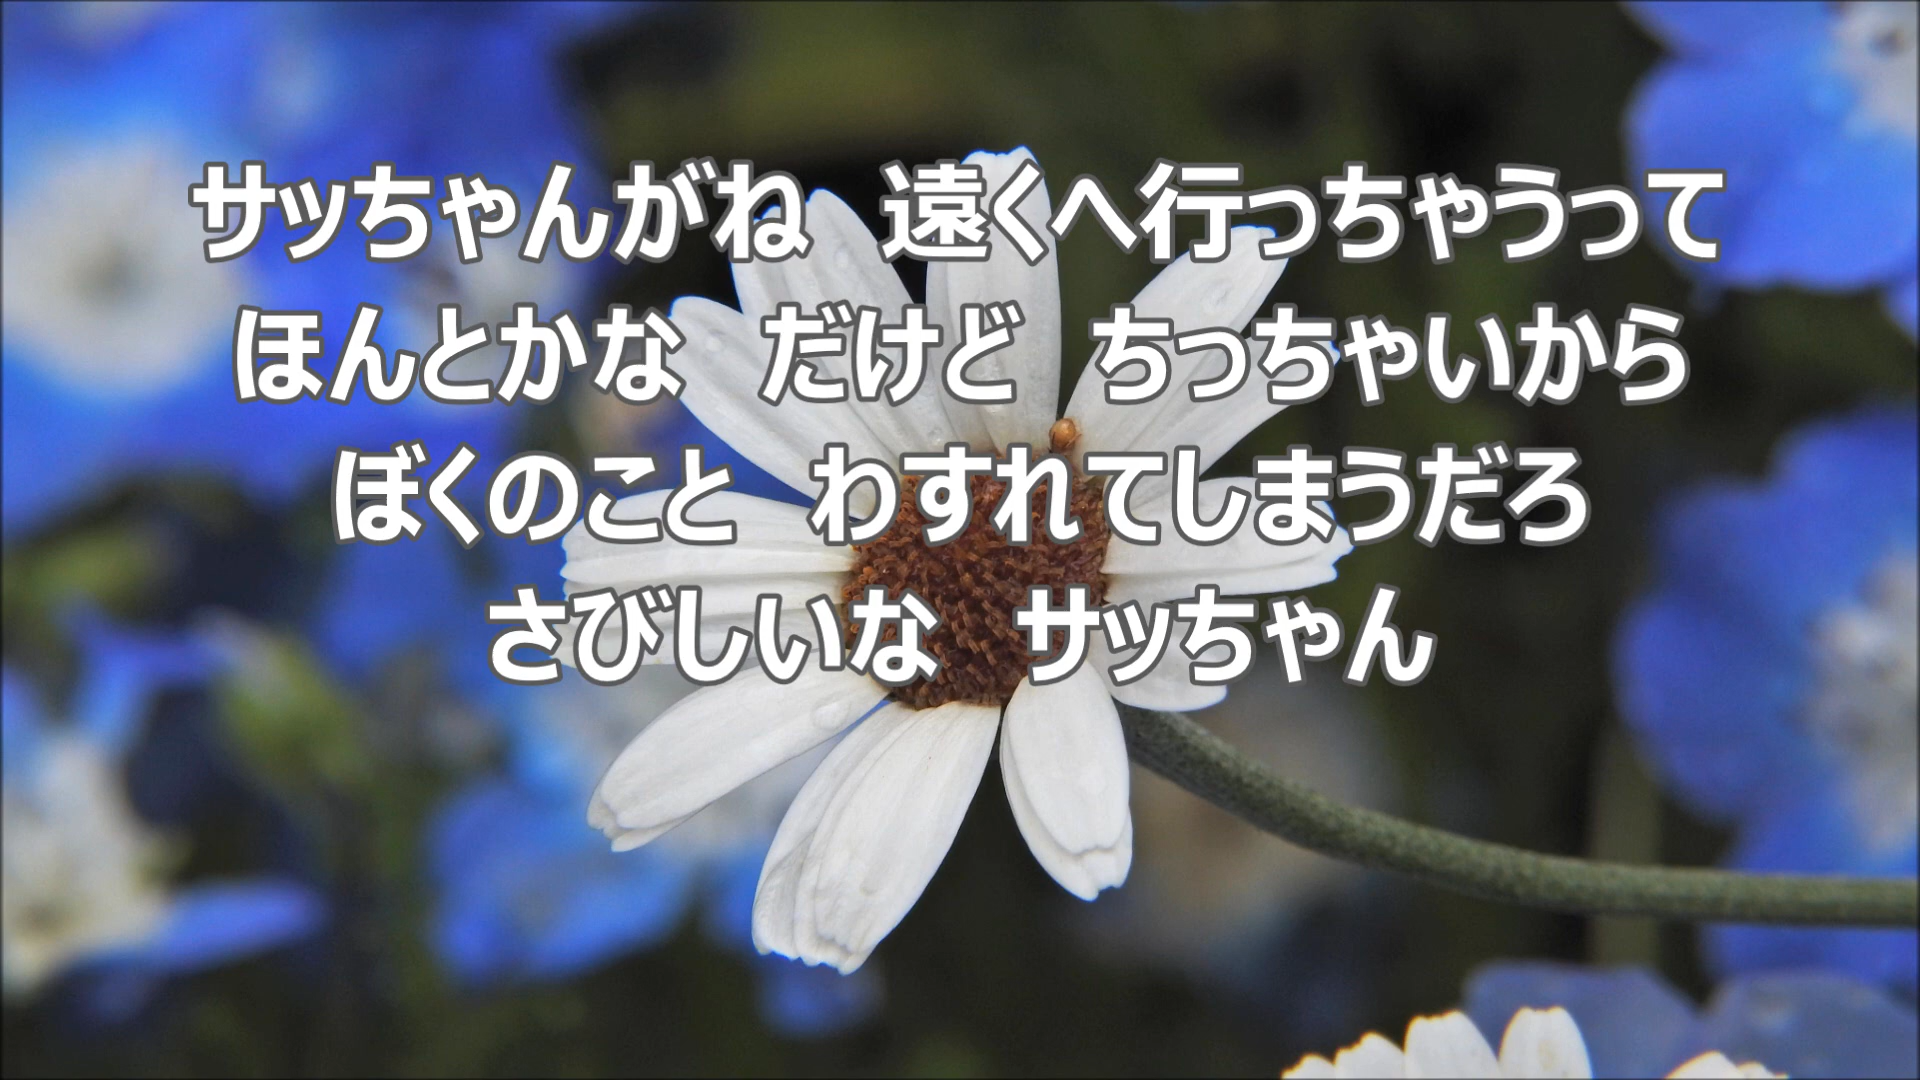 サッちゃんがね　遠くへ行っちゃうって
ほんとかな　だけど　ちっちゃいから
ぼくのこと　わすれてしまうだろ
さびしいな　サッちゃん